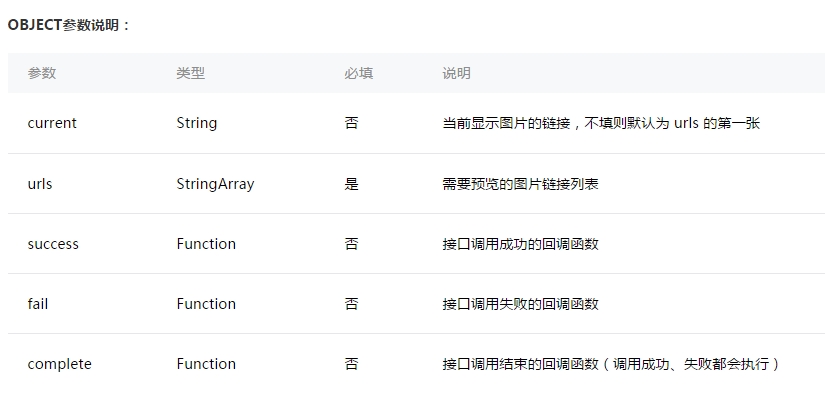 OBJECT参数说明：
参数 类型 必填 说明
current String 否 当前显示图片的链接，不填则默认为 urls 的第一张
urls StringArray 是 需要预览的图片链接列表
success Function 否 接口调用成功的回调函数
fail Function 否 接口调用失败的回调函数
complete Function 否 接口调用结束的回调函数（调用成功、失败都会执行）